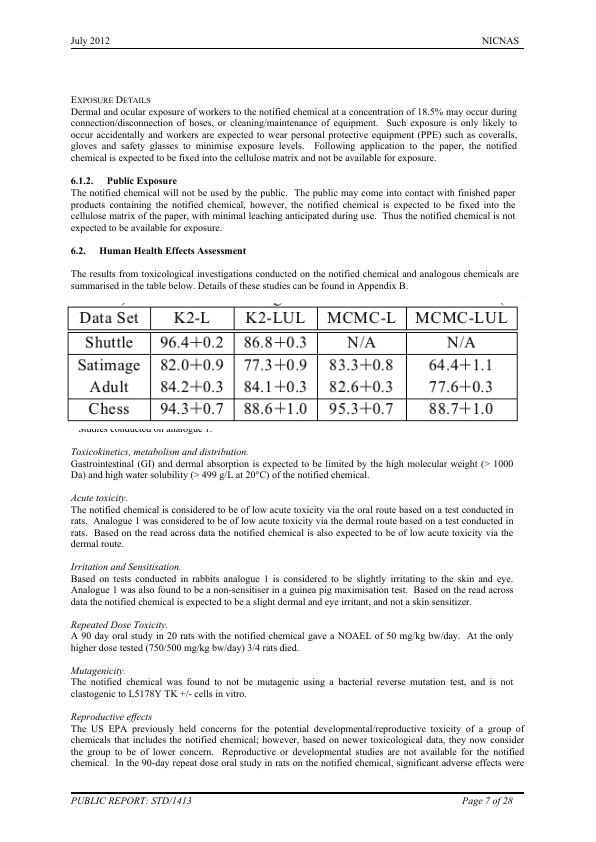 July 2012 NICNAS
EXPOSURE DETAILS
Dermal and ocular exposure of workers to the notified chemical at a concentration of 18.5% may occur during
connection/disconnection of hoses, or cleaning/maintenance of equipment. Such exposure is only likely to
occur accidentally and workers are expected to wear personal protective equipment (PPE) such as coveralls,
gloves and safety glasses to minimise exposure levels. Following application to the paper, the notified
chemical is expected to be fixed into the cellulose matrix and not be available for exposure.
6.1.2. Public Exposure
The notified chemical will not be used by the public. The public may come into contact with finished paper
products containing the notified chemical, however, the notified chemical is expected to be fixed into the
cellulose matrix of the paper, with minimal leaching anticipated during use. Thus the notified chemical is not
expected to be available for exposure.
6.2. Human Health Effects Assessment
The results from toxicological investigations conducted on the notified chemical and analogous chemicals are
summarised in the table below. Details of these studies can be found in Appendix B.
Data Set K2-L K2-LUL MCMC-L MCMC-LUL
Shuttle 96.4+0.2 86.8+0.3 N/A N/A
Satimage 82.0+0.9 77.3+0.9 83.3+0.8 64.4+1.1
Adult 84.2+0.3 84.1+0.3 82.6+0.3 77.6+0.3
Chess 94.3+0.7 88.6+1.0 95.3+0.7 88.7+1.0
Studies conducted on analogue 1.
Toxicokinetics, metabolism and distribution.
Gastrointestinal (GI) and dermal absorption is expected to be limited by the high molecular weight (> 1000
Da) and high water solubility (> 499 g/L at 20°C) of the notified chemical.
Acute toxicity.
The notified chemical is considered to be of low acute toxicity via the oral route based on a test conducted in
rats. Analogue 1 was considered to be of low acute toxicity via the dermal route based on a test conducted in
rats. Based on the read across data the notified chemical is also expected to be of low acute toxicity via the
dermal route.
Irritation and Sensitisation.
Based on tests conducted in rabbits analogue 1 is considered to be slightly irritating to the skin and eye.
Analogue 1 was also found to be a non-sensitiser in a guinea pig maximisation test. Based on the read across
data the notified chemical is expected to be a slight dermal and eye irritant, and not a skin sensitizer.
Repeated Dose Toxicity.
A 90 day oral study in 20 rats with the notified chemical gave a NOAEL of 50 mg/kg bw/day. At the only
higher dose tested (750/500 mg/kg bw/day) 3/4 rats died.
Mutagenicity.
The notified chemical was found to not be mutagenic using a bacterial reverse mutation test, and is not
clastogenic to L5178Y TK +/- cells in vitro.
Reproductive effects
The US EPA previously held concerns for the potential developmental/reproductive toxicity of a group of
chemicals that includes the notified chemical; however, based on newer toxicological data, they now consider
the group to be of lower concern. Reproductive or developmental studies are not available for the notified
chemical. In the 90-day repeat dose oral study in rats on the notified chemical, significant adverse effects were
PUBLIC REPORT: STD/1413 Page 7 of 28